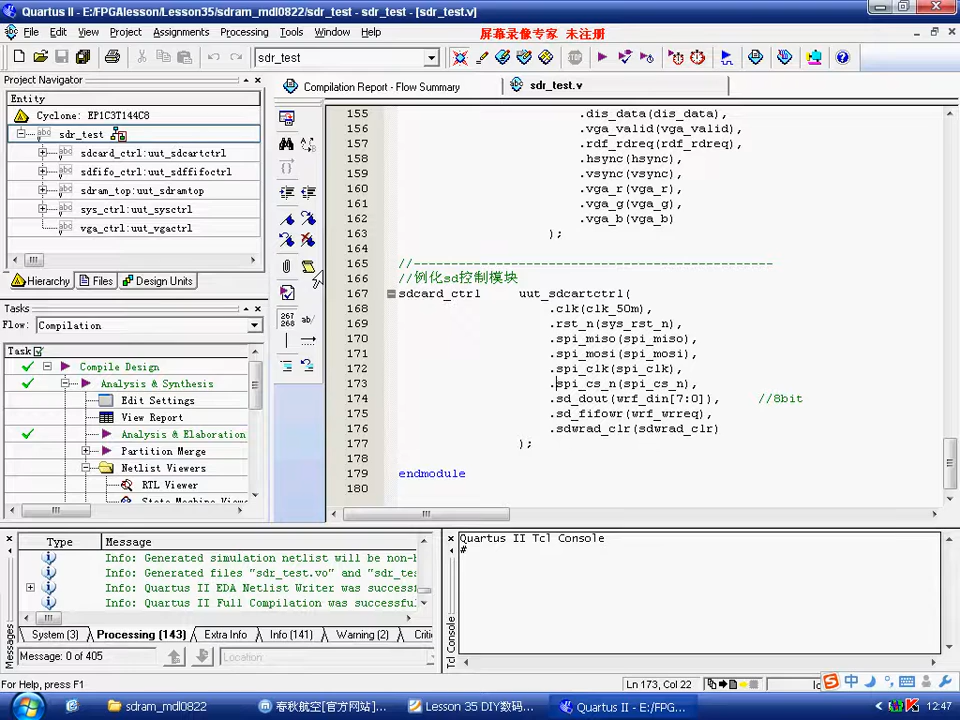 Quartus II - E:/FPGAlesson/Lesson35/sdram_mdl0822/sdr_test - sdr_test - [sdr_test.v]
File Edit View Project Assignments Processing Tools Window Help
屏幕录像专家 未注册
sdr_test
Project Navigator
Compilation Report - Flow Summary
sdr_test.v
Entity
Cyclone: EP1C3T144C8
sdr_test
sdcard_ctrl:uut_sdcartctrl
sdfifo_ctrl:uut_sdffifoctrl
sdram_top:uut_sdramtop
sys_ctrl:uut_sysctrl
vga_ctrl:uut_vgactrl
Hierarchy Files Design Units
Tasks
Flow: Compilation
Task
Compile Design
Analysis & Synthesis
Edit Settings
View Report
Analysis & Elaboration
Partition Merge
Netlist Viewers
RTL Viewer
267
268
ab/
155 .dis_data(dis_data),
156 .vga_valid(vga_valid),
157 .rdf_rdreq(rdf_rdreq),
158 .hsync(hsync),
159 .vsync(vsync),
160 .vga_r(vga_r),
161 .vga_g(vga_g),
162 .vga_b(vga_b)
163 );
164
165 //------------------------------------------------
166 //例化sd控制模块
167 sdcard_ctrl uut_sdcartctrl(
168 .clk(clk_50m),
169 .rst_n(sys_rst_n),
170 .spi_miso(spi_miso),
171 .spi_mosi(spi_mosi),
172 .spi_clk(spi_clk),
173 .spi_cs_n(spi_cs_n),
174 .sd_dout(wrf_din[7:0]), //8bit
175 .sd_fifowr(wrf_wrreq),
176 .sdwrad_clr(sdwrad_clr)
177 );
178
179 endmodule
180
Type Message
Info: Generated simulation netlist will be non-
Info: Generated files "sdr_test.vo" and "sdr_te
Info: Quartus II EDA Netlist Writer was success
Info: Quartus II Full Compilation was successfu
System (3) Processing (143) Extra Info Info (141) Warning (2)
Message: 0 of 405
Location:
Messages
Quartus II Tcl Console
#
Tcl Console
For Help, press F1
Ln 173, Col 22
中
sdram_mdl0822
春秋航空[官方网站]...
Lesson 35 DIY数码...
Quartus II - E:/FPG...
12:47